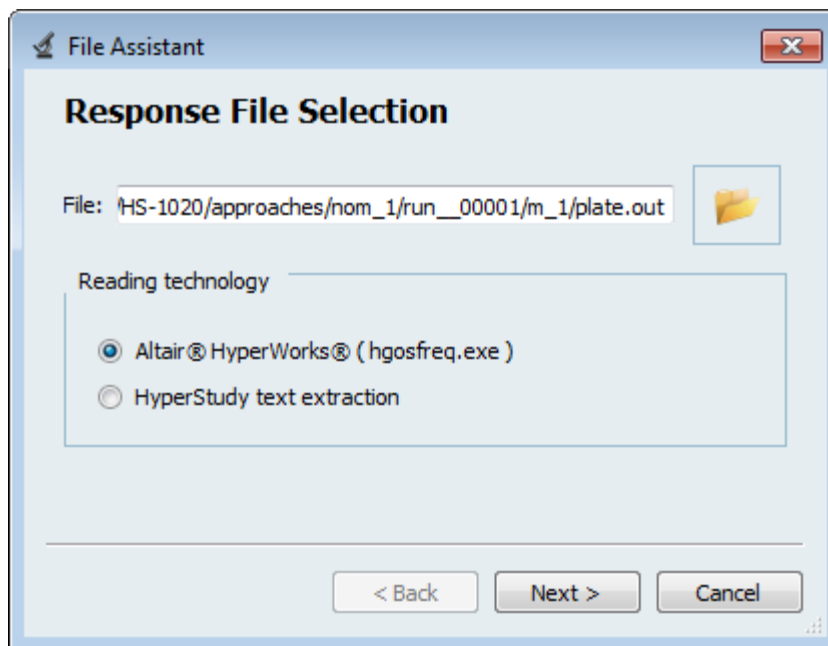 File Assistant
Response File Selection
File: /HS-1020/approaches/nom_1/run__00001/m_1/plate.out
Reading technology
Altair® HyperWorks® ( hgosfreq.exe )
HyperStudy text extraction
< Back Next > Cancel